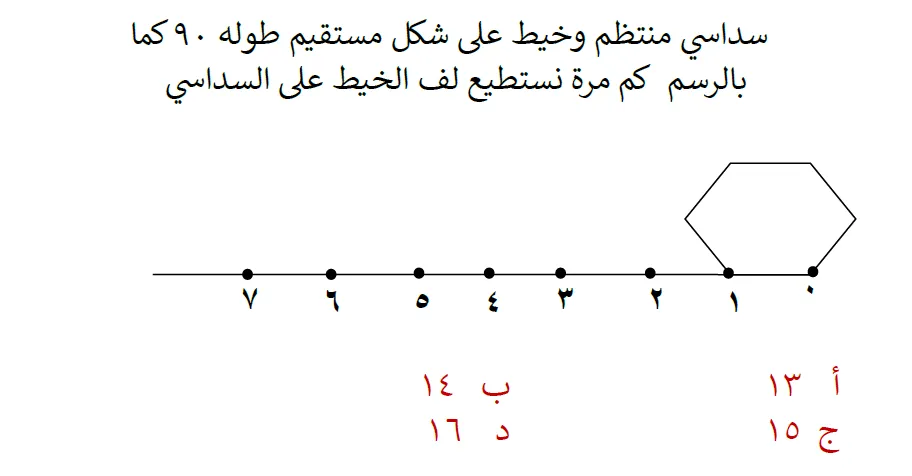 سداسي منتظم وخيط على شكل مستقيم طوله ٩٠ كما
بالرسم كم مرة نستطيع لف الخيط على السداسي
٠ ١ ٢ ٣ ٤ ٥ ٦ ٧
أ ١٣ ب ١٤
ج ١٥ د ١٦